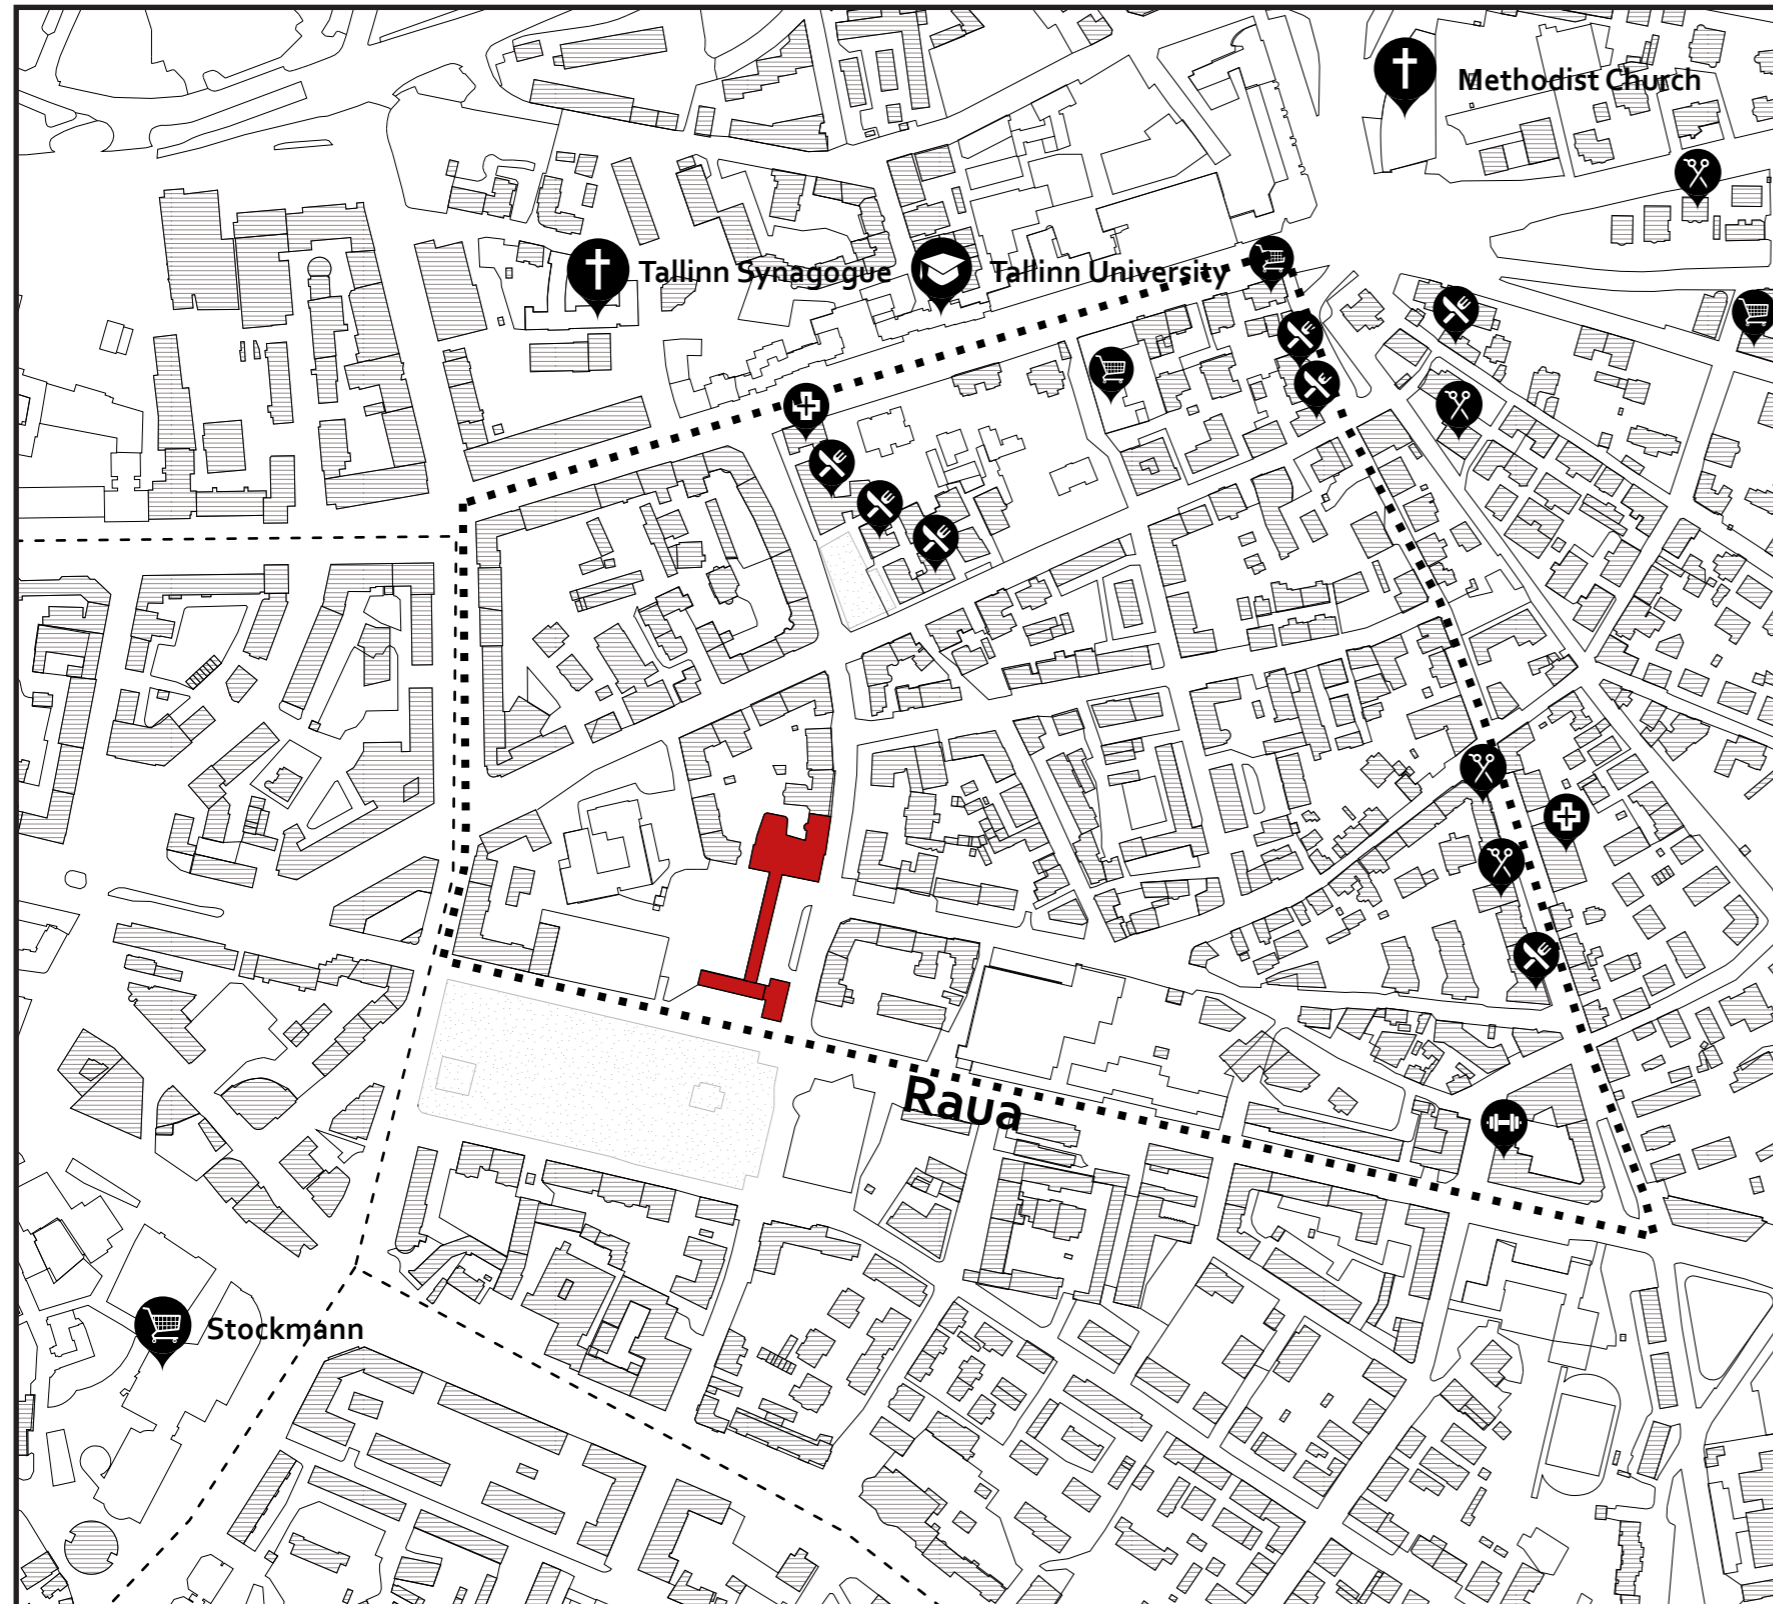 Methodist Church
Tallinn Synagogue
Tallinn University
Raua
Stockmann